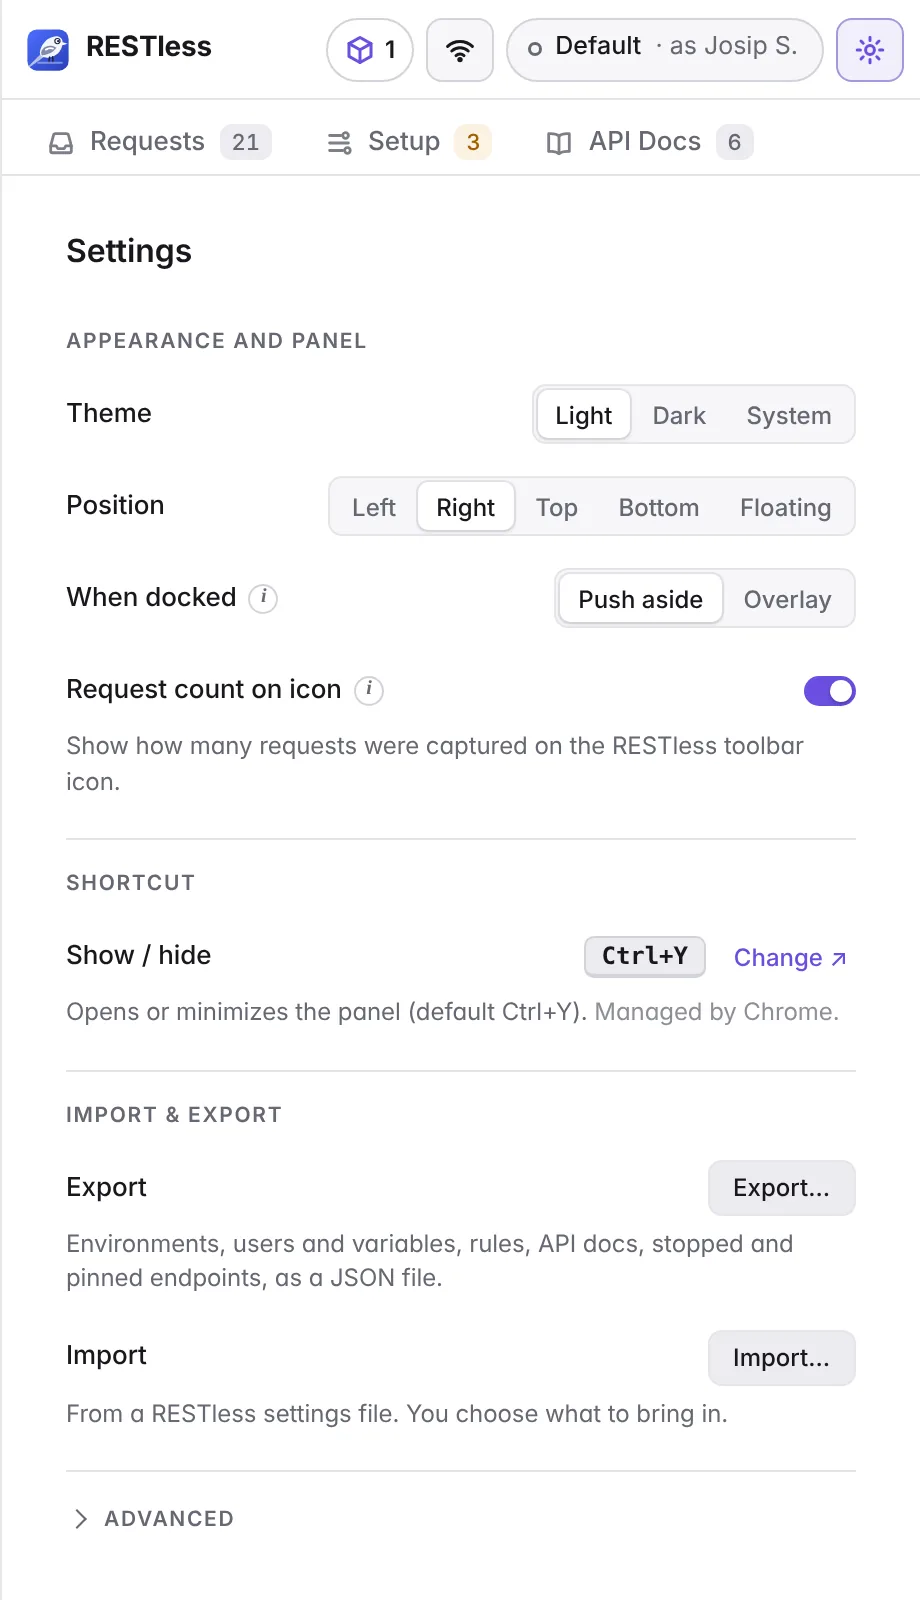 RESTless 1 Default · as Josip S.
Requests 21 Setup 3 API Docs 6
Settings
APPEARANCE AND PANEL
Theme Light Dark System
Position Left Right Top Bottom Floating
When docked i Push aside Overlay
Request count on icon i
Show how many requests were captured on the RESTless toolbar
icon.
SHORTCUT
Show / hide Ctrl+Y Change ↗
Opens or minimizes the panel (default Ctrl+Y). Managed by Chrome.
IMPORT & EXPORT
Export Export...
Environments, users and variables, rules, API docs, stopped and
pinned endpoints, as a JSON file.
Import Import...
From a RESTless settings file. You choose what to bring in.
ADVANCED